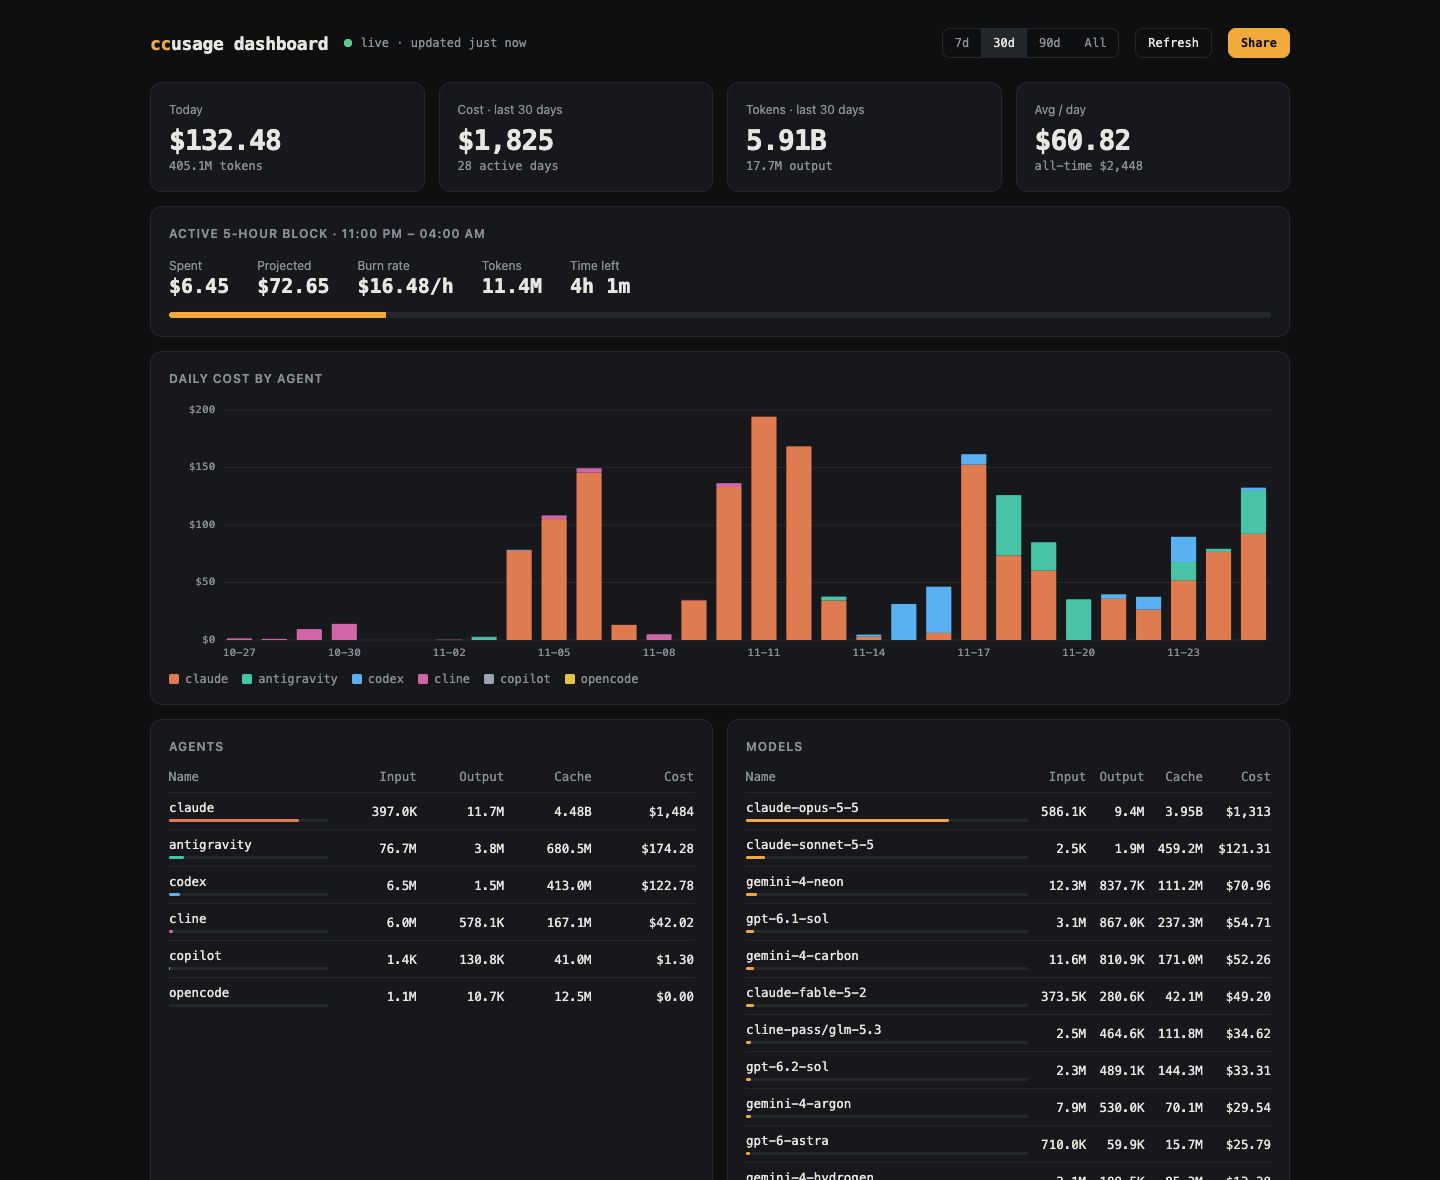 ccusage dashboard live · updated just now 7d 30d 90d All Refresh Share
Today Cost · last 30 days Tokens · last 30 days Avg / day
$132.48 $1,825 5.91B $60.82
405.1M tokens 28 active days 17.7M output all-time $2,448
ACTIVE 5-HOUR BLOCK · 11:00 PM – 04:00 AM
Spent Projected Burn rate Tokens Time left
$6.45 $72.65 $16.48/h 11.4M 4h 1m
DAILY COST BY AGENT
$200
$150
$100
$50
$0
10-27 10-30 11-02 11-05 11-08 11-11 11-14 11-17 11-20 11-23
claude antigravity codex cline copilot opencode
AGENTS
Name Input Output Cache Cost
claude 397.0K 11.7M 4.48B $1,484
antigravity 76.7M 3.8M 680.5M $174.28
codex 6.5M 1.5M 413.0M $122.78
cline 6.0M 578.1K 167.1M $42.02
copilot 1.4K 130.8K 41.0M $1.30
opencode 1.1M 10.7K 12.5M $0.00
MODELS
Name Input Output Cache Cost
claude-opus-5-5 586.1K 9.4M 3.95B $1,313
claude-sonnet-5-5 2.5K 1.9M 459.2M $121.31
gemini-4-neon 12.3M 837.7K 111.2M $70.96
gpt-6.1-sol 3.1M 867.0K 237.3M $54.71
gemini-4-carbon 11.6M 810.9K 171.0M $52.26
claude-fable-5-2 373.5K 280.6K 42.1M $49.20
cline-pass/glm-5.3 2.5M 464.6K 111.8M $34.62
gpt-6.2-sol 2.3M 489.1K 144.3M $33.31
gemini-4-argon 7.9M 530.0K 70.1M $29.54
gpt-6-astra 710.0K 59.9K 15.7M $25.79
gemini-4-hydrogen